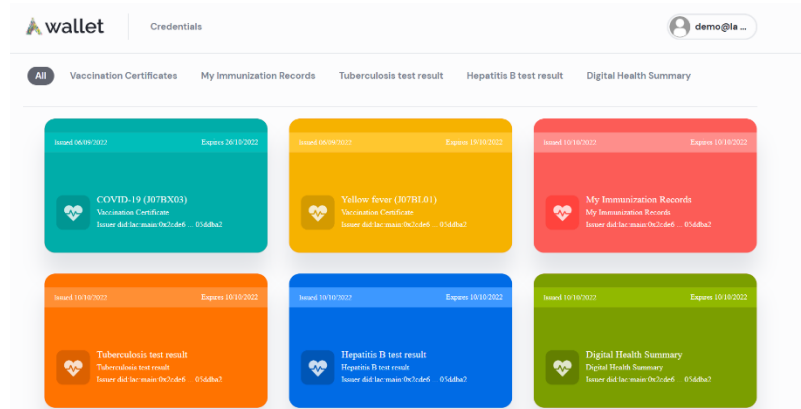 wallet
Credentials
demo@la ...
All
Vaccination Certificates
My Immunization Records
Tuberculosis test result
Hepatitis B test result
Digital Health Summary
Issued 06/09/2022 Expires 26/10/2022
COVID-19 (J07BX03)
Vaccination Certificate
Issuer did:lac:main:0x2cde6 ... 05ddba2
Issued 06/09/2022 Expires 19/10/2022
Yellow fever (J07BL01)
Vaccination Certificate
Issuer did:lac:main:0x2cde6 ... 05ddba2
Issued 10/10/2022 Expires 10/10/2022
My Immunization Records
My Immunization Records
Issuer did:lac:main:0x2cde6 ... 05ddba2
Issued 10/10/2022 Expires 10/10/2022
Tuberculosis test result
Tuberculosis test result
Issuer did:lac:main:0x2cde6 ... 05ddba2
Issued 10/10/2022 Expires 10/10/2022
Hepatitis B test result
Hepatitis B test result
Issuer did:lac:main:0x2cde6 ... 05ddba2
Issued 10/10/2022 Expires 10/10/2022
Digital Health Summary
Digital Health Summary
Issuer did:lac:main:0x2cde6 ... 05ddba2